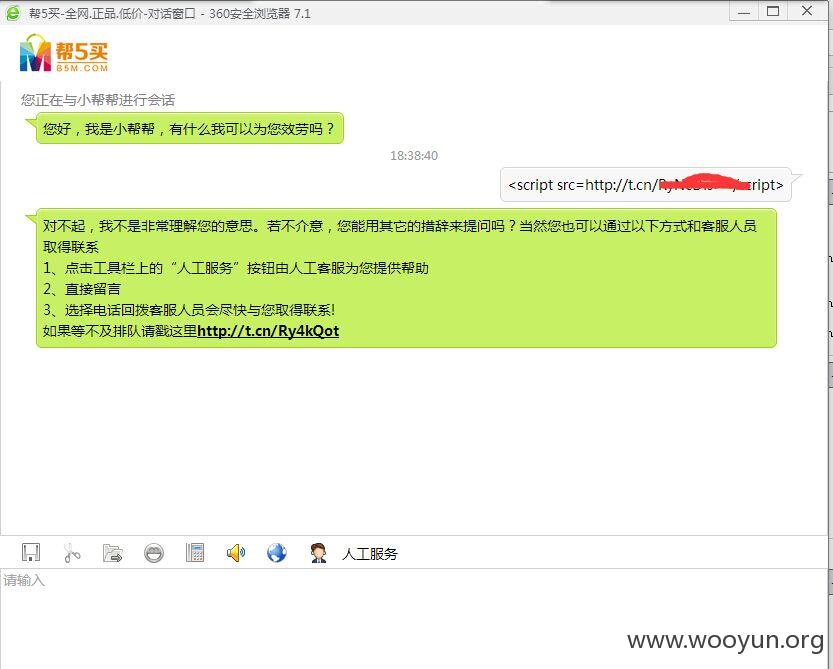 帮5买-全网.正品.低价-对话窗口 - 360安全浏览器 7.1
帮5买
B5M.COM
您正在与小帮帮进行会话
您好，我是小帮帮，有什么我可以为您效劳吗？
18:38:40
<script src=http://t.cn/ cript>
对不起，我不是非常理解您的意思。若不介意，您能用其它的措辞来提问吗？当然您也可以通过以下方式和客服人员
取得联系
1、点击工具栏上的“人工服务”按钮由人工客服为您提供帮助
2、直接留言
3、选择电话回拨客服人员会尽快与您取得联系!
如果等不及排队请戳这里http://t.cn/Ry4kQot
人工服务
请输入
www.wooyun.org